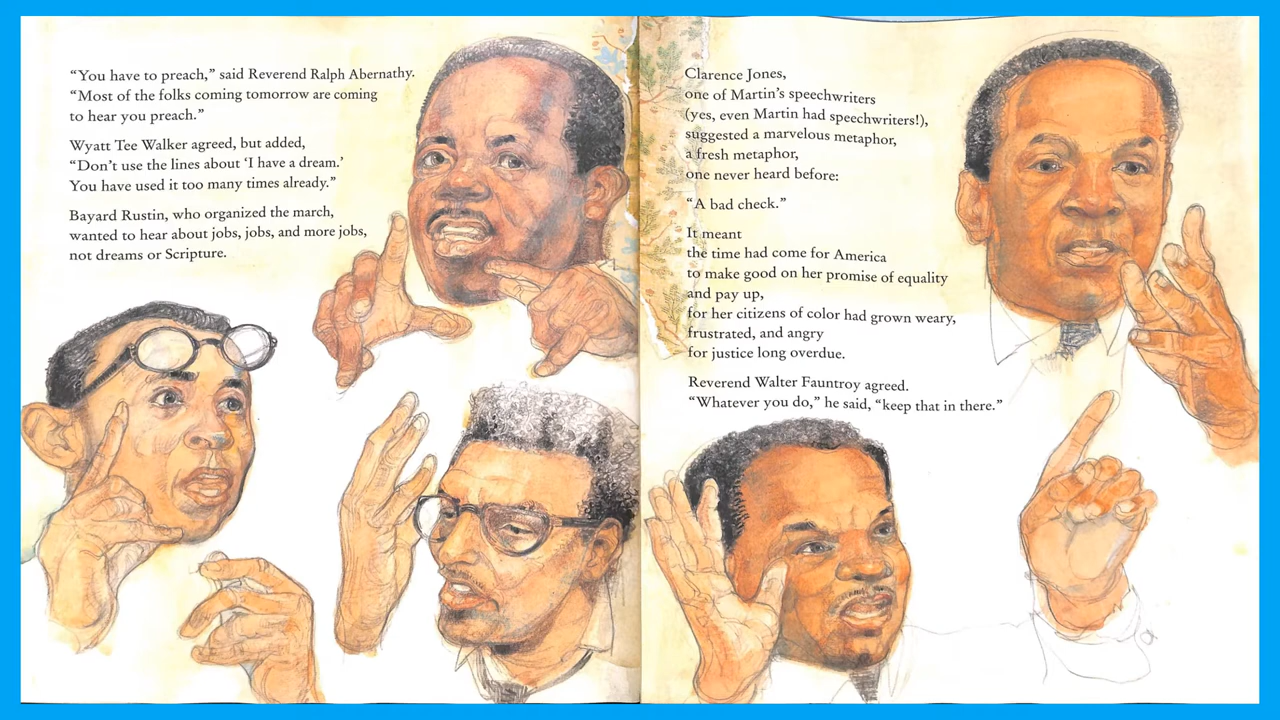 “You have to preach,” said Reverend Ralph Abernathy.
“Most of the folks coming tomorrow are coming
to hear you preach.”
Wyatt Tee Walker agreed, but added,
“Don’t use the lines about ‘I have a dream.’
You have used it too many times already.”
Bayard Rustin, who organized the march,
wanted to hear about jobs, jobs, and more jobs,
not dreams or Scripture.
Clarence Jones,
one of Martin’s speechwriters
(yes, even Martin had speechwriters!),
suggested a marvelous metaphor,
a fresh metaphor,
one never heard before:
“A bad check.”
It meant
the time had come for America
to make good on her promise of equality
and pay up,
for her citizens of color had grown weary,
frustrated, and angry
for justice long overdue.
Reverend Walter Fauntroy agreed.
“Whatever you do,” he said, “keep that in there.”